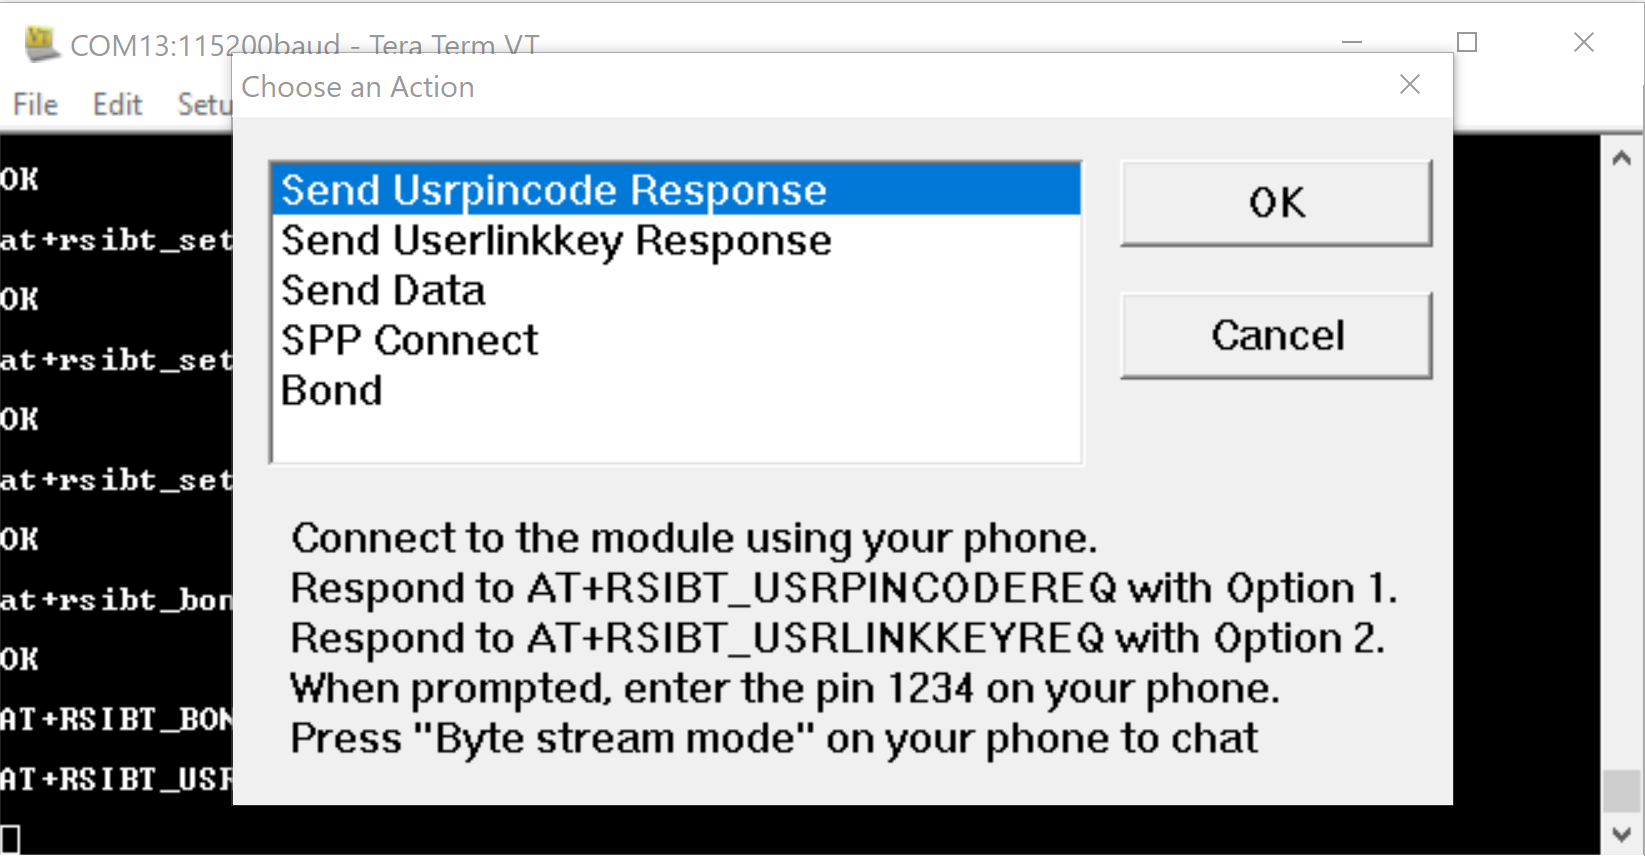 COM13:115200baud - Tera Term VT
File Edit Setu
Choose an Action
OK
at+rsibt_set
OK
at+rsibt_set
OK
at+rsibt_set
OK
at+rsibt_bon
OK
AT+RSIBT_BON
AT+RSIBT_USR
Send Usrpincode Response
Send Userlinkkey Response
Send Data
SPP Connect
Bond
OK
Cancel
Connect to the module using your phone.
Respond to AT+RSIBT_USRPINCODEREQ with Option 1.
Respond to AT+RSIBT_USRLINKKEYREQ with Option 2.
When prompted, enter the pin 1234 on your phone.
Press "Byte stream mode" on your phone to chat